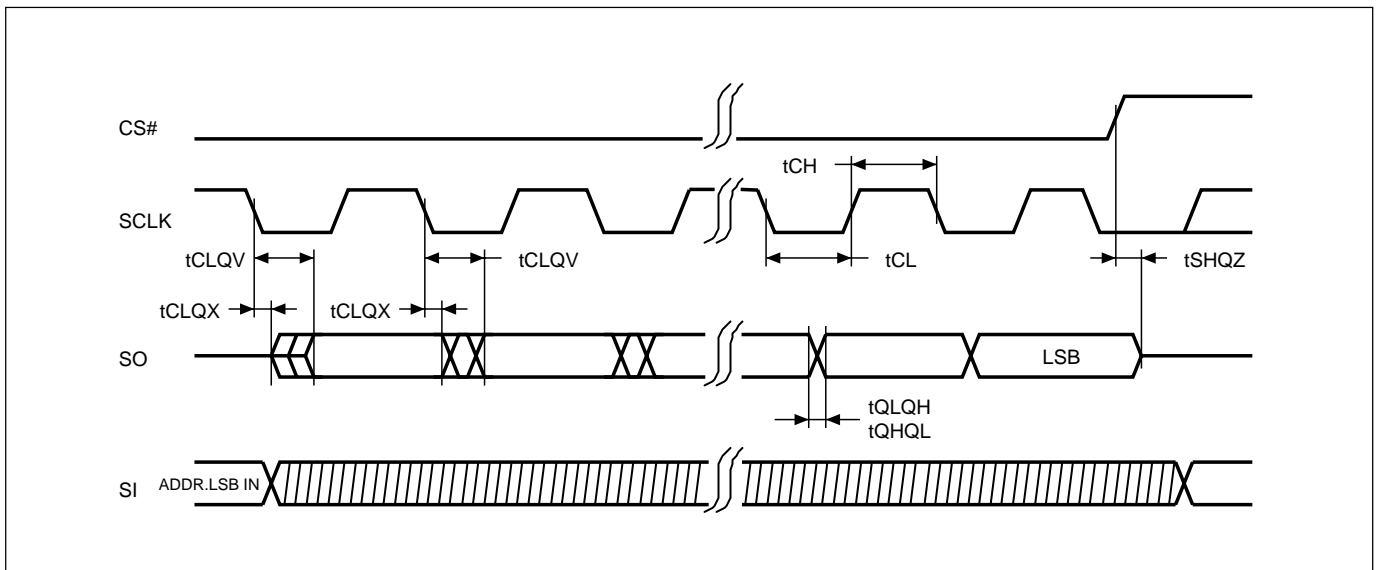 CS#
tCH
SCLK
tCLQV
tCLQV
tCL
tSHQZ
tCLQX
tCLQX
SO
LSB
tQLQH
tQHQL
SI
ADDR.LSB IN